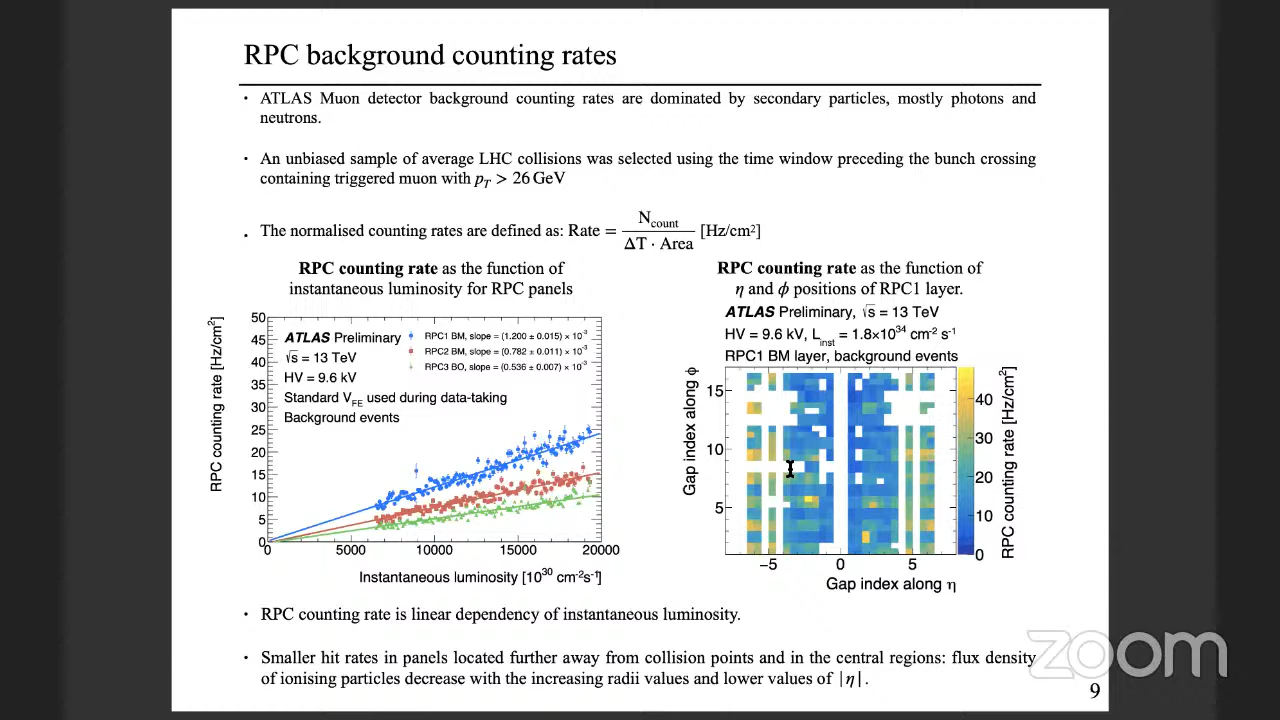 RPC background counting rates
• ATLAS Muon detector background counting rates are dominated by secondary particles, mostly photons and
neutrons.
• An unbiased sample of average LHC collisions was selected using the time window preceding the bunch crossing
containing triggered muon with p_T > 26 GeV
• The normalised counting rates are defined as: Rate = N_count / ΔT · Area [Hz/cm²]
RPC counting rate as the function of
instantaneous luminosity for RPC panels
50
45
40
35
30
25
20
15
10
5
0
RPC counting rate [Hz/cm²]
ATLAS Preliminary
√s = 13 TeV
HV = 9.6 kV
Standard V_FE used during data-taking
Background events
RPC1 BM, slope = (1.200 ± 0.015) × 10⁻³
RPC2 BM, slope = (0.782 ± 0.011) × 10⁻³
RPC3 BO, slope = (0.536 ± 0.007) × 10⁻³
0 5000 10000 15000 20000
Instantaneous luminosity [10³⁰ cm⁻²s⁻¹]
RPC counting rate as the function of
η and ϕ positions of RPC1 layer.
ATLAS Preliminary, √s = 13 TeV
HV = 9.6 kV, L_inst = 1.8×10³⁴ cm⁻² s⁻¹
RPC1 BM layer, background events
Gap index along ϕ
15
10
5
−5 0 5
Gap index along η
40
30
20
10
0
RPC counting rate [Hz/cm²]
• RPC counting rate is linear dependency of instantaneous luminosity.
• Smaller hit rates in panels located further away from collision points and in the central regions: flux density
of ionising particles decrease with the increasing radii values and lower values of |η|.
zoom
9